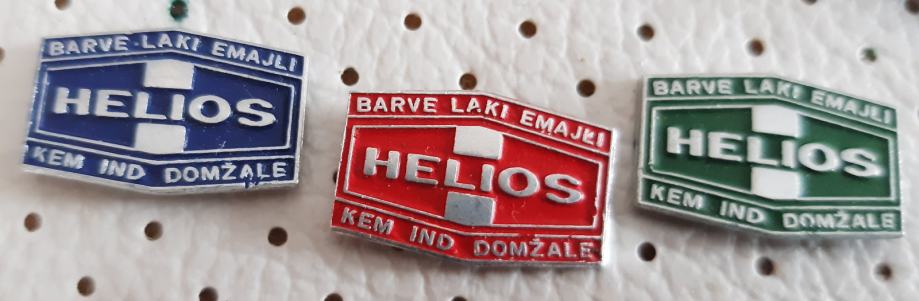 BARVE LAKI EMAJLI
HELIOS
KEM IND DOMŽALE
BARVE LAKI EMAJLI
HELIOS
KEM IND DOMŽALE
BARVE LAKI EMAJLI
HELIOS
KEM IND DOMŽALE